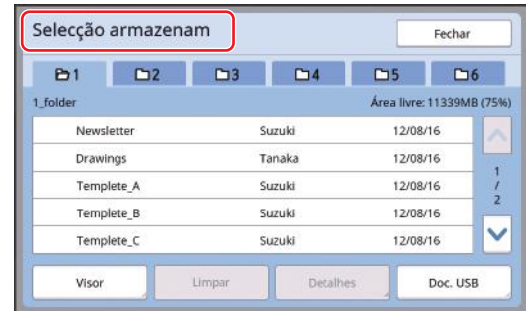 Selecção armazenam
Fechar
1 2 3 4 5 6
1_folder Área livre: 11339MB (75%)
Newsletter Suzuki 12/08/16
Drawings Tanaka 12/08/16
Templete_A Suzuki 12/08/16
Templete_B Suzuki 12/08/16
Templete_C Suzuki 12/08/16
1
/
2
Visor Limpar Detalhes Doc. USB